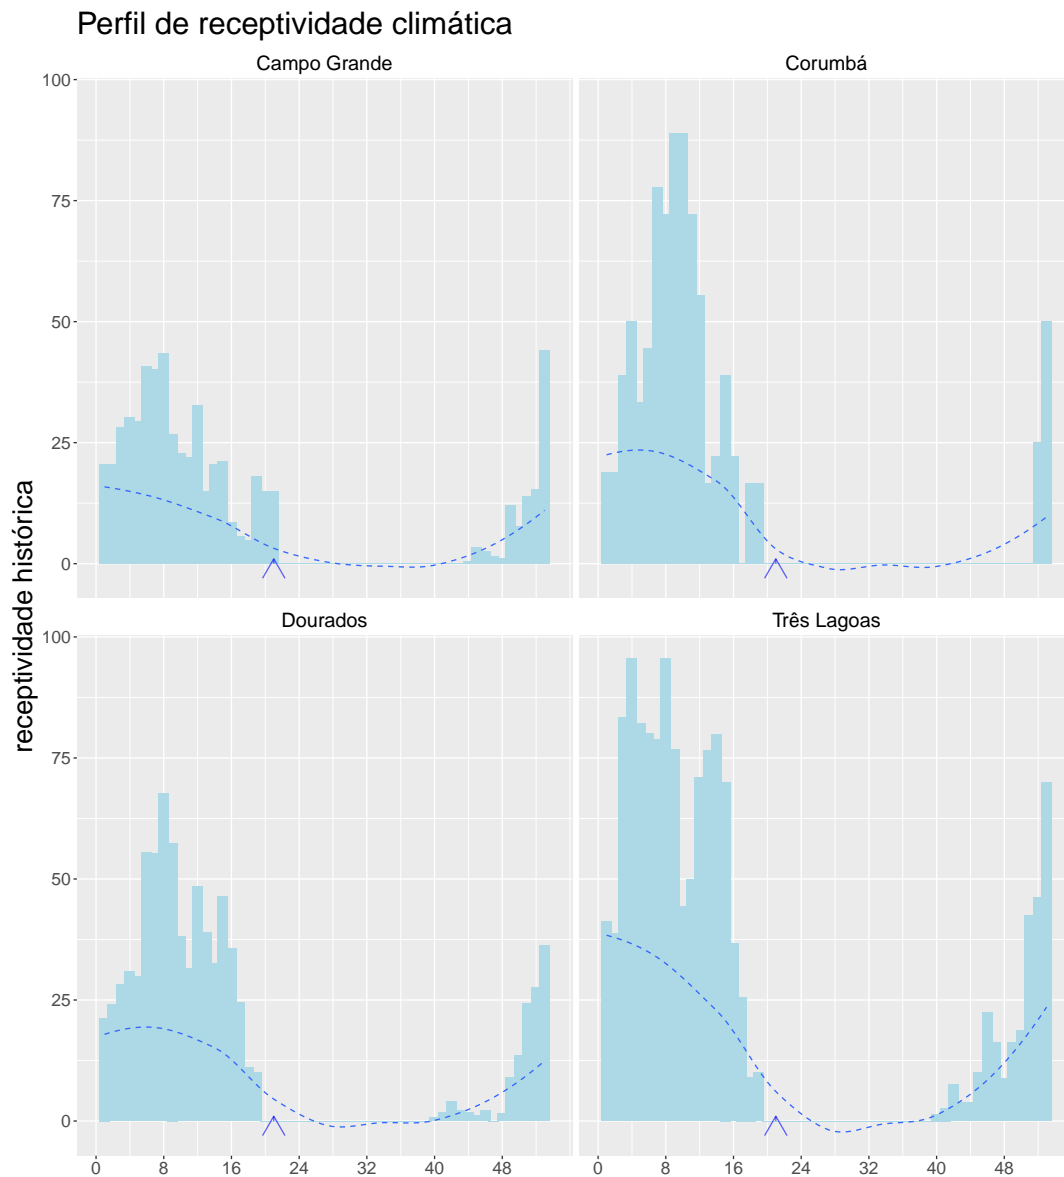 Perfil de receptividade climática
Campo Grande
Corumbá
100
75
50
25
0
receptividade histórica
Dourados
Três Lagoas
100
75
50
25
0
0 8 16 24 32 40 48
0 8 16 24 32 40 48